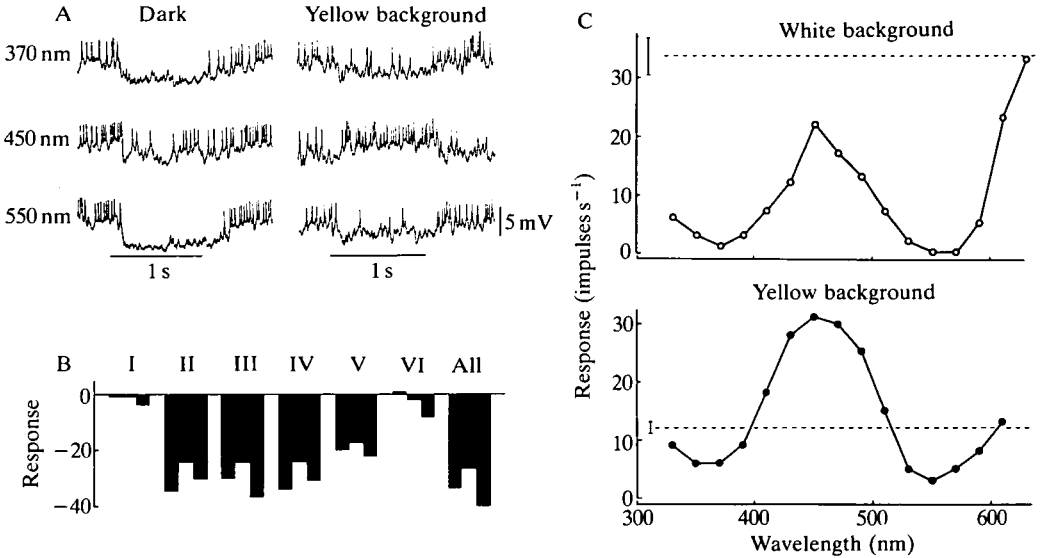 A
Dark
Yellow background
370 nm
450 nm
550 nm
5 mV
1 s
1 s
B
I II III IV V VI All
Response
0
−20
−40
C
White background
30
20
10
0
Response (impulses s⁻¹)
Yellow background
30
20
10
0
300 400 500 600
Wavelength (nm)